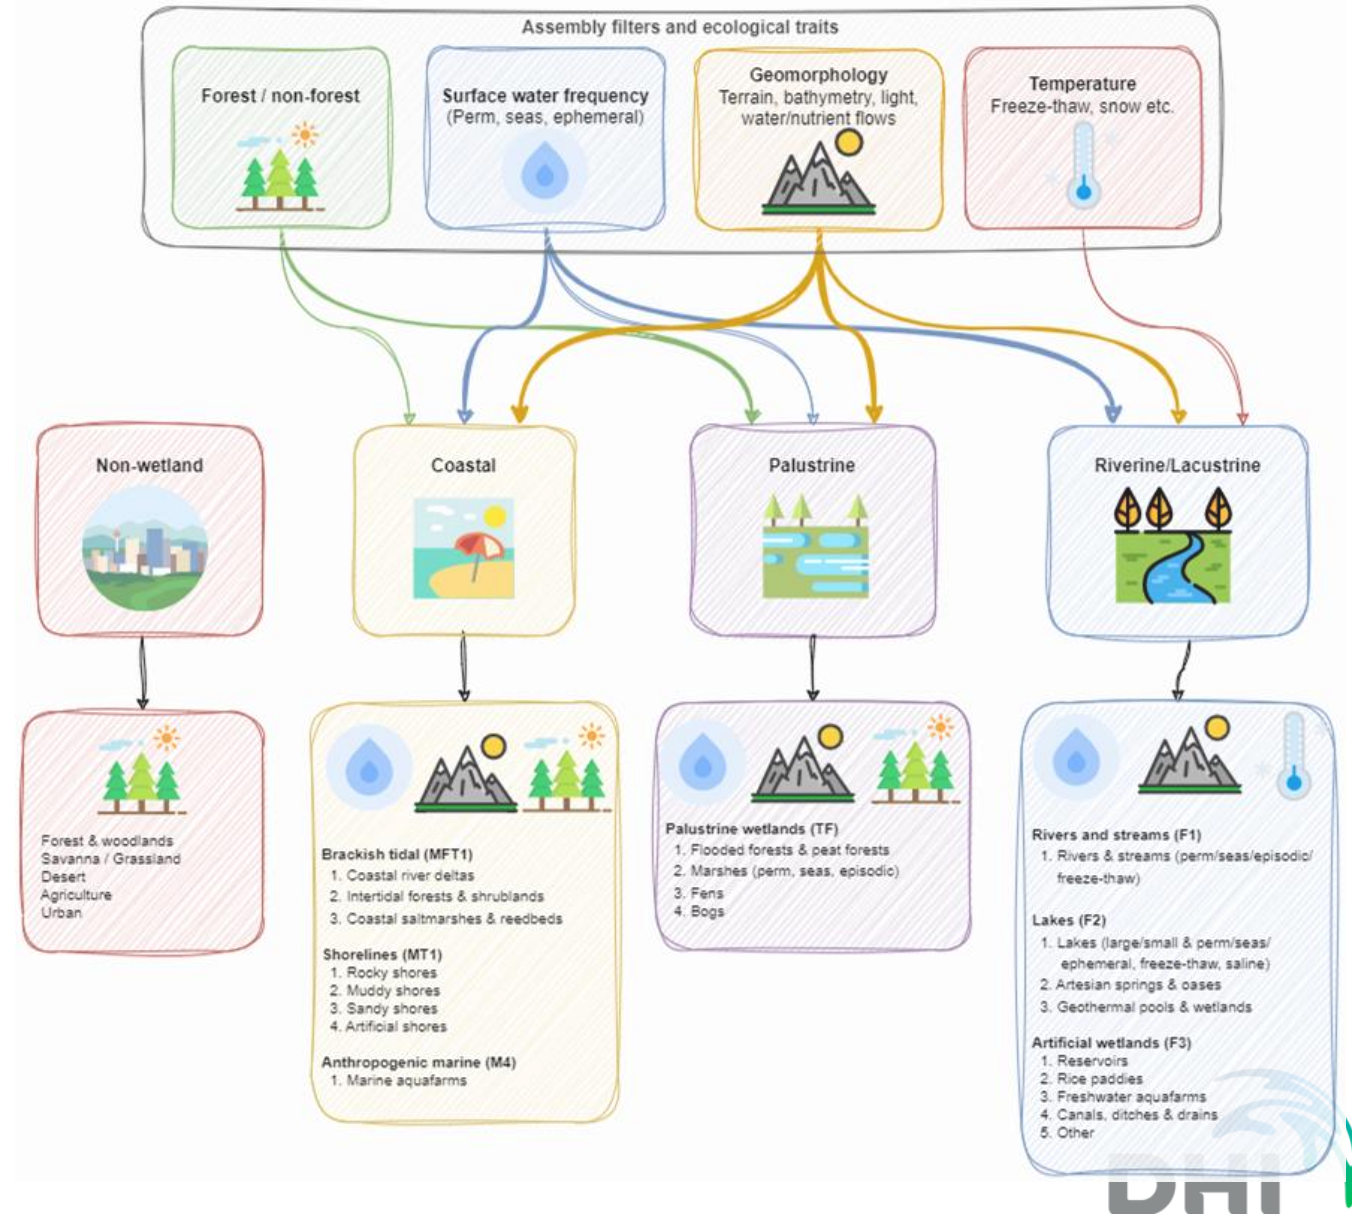 Assembly filters and ecological traits
Forest / non-forest
Surface water frequency
(Perm, seas, ephemeral)
Geomorphology
Terrain, bathymetry, light,
water/nutrient flows
Temperature
Freeze-thaw, snow etc.
Non-wetland
Coastal
Palustrine
Riverine/Lacustrine
Forest & woodlands
Savanna / Grassland
Desert
Agriculture
Urban
Brackish tidal (MFT1)
1. Coastal river deltas
2. Intertidal forests & shrublands
3. Coastal saltmarshes & reedbeds
Shorelines (MT1)
1. Rocky shores
2. Muddy shores
3. Sandy shores
4. Artificial shores
Anthropogenic marine (M4)
1. Marine aquafarms
Palustrine wetlands (TF)
1. Flooded forests & peat forests
2. Marshes (perm, seas, episodic)
3. Fens
4. Bogs
Rivers and streams (F1)
1. Rivers & streams (perm/seas/episodic/
freeze-thaw)
Lakes (F2)
1. Lakes (large/small & perm/seas/
ephemeral, freeze-thaw, saline)
2. Artesian springs & oases
3. Geothermal pools & wetlands
Artificial wetlands (F3)
1. Reservoirs
2. Rice paddies
3. Freshwater aquafarms
4. Canals, ditches & drains
5. Other
DHI